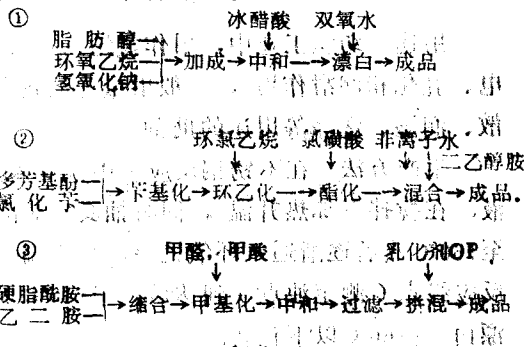 ①
冰醋酸 双氧水
脂肪醇
环氧乙烷→加成→中和→漂白→成品
氢氧化钠
②
环氯乙烷 氯磺酸 非离子水
二乙醇胺
多芳基酚
氯化苄→苄基化→环乙化→酯化→混合→成品.
③
甲醛,甲酸 乳化剂OP
硬脂酰胺
乙二胺→缩合→甲基化→中和→过滤→拼混→成品